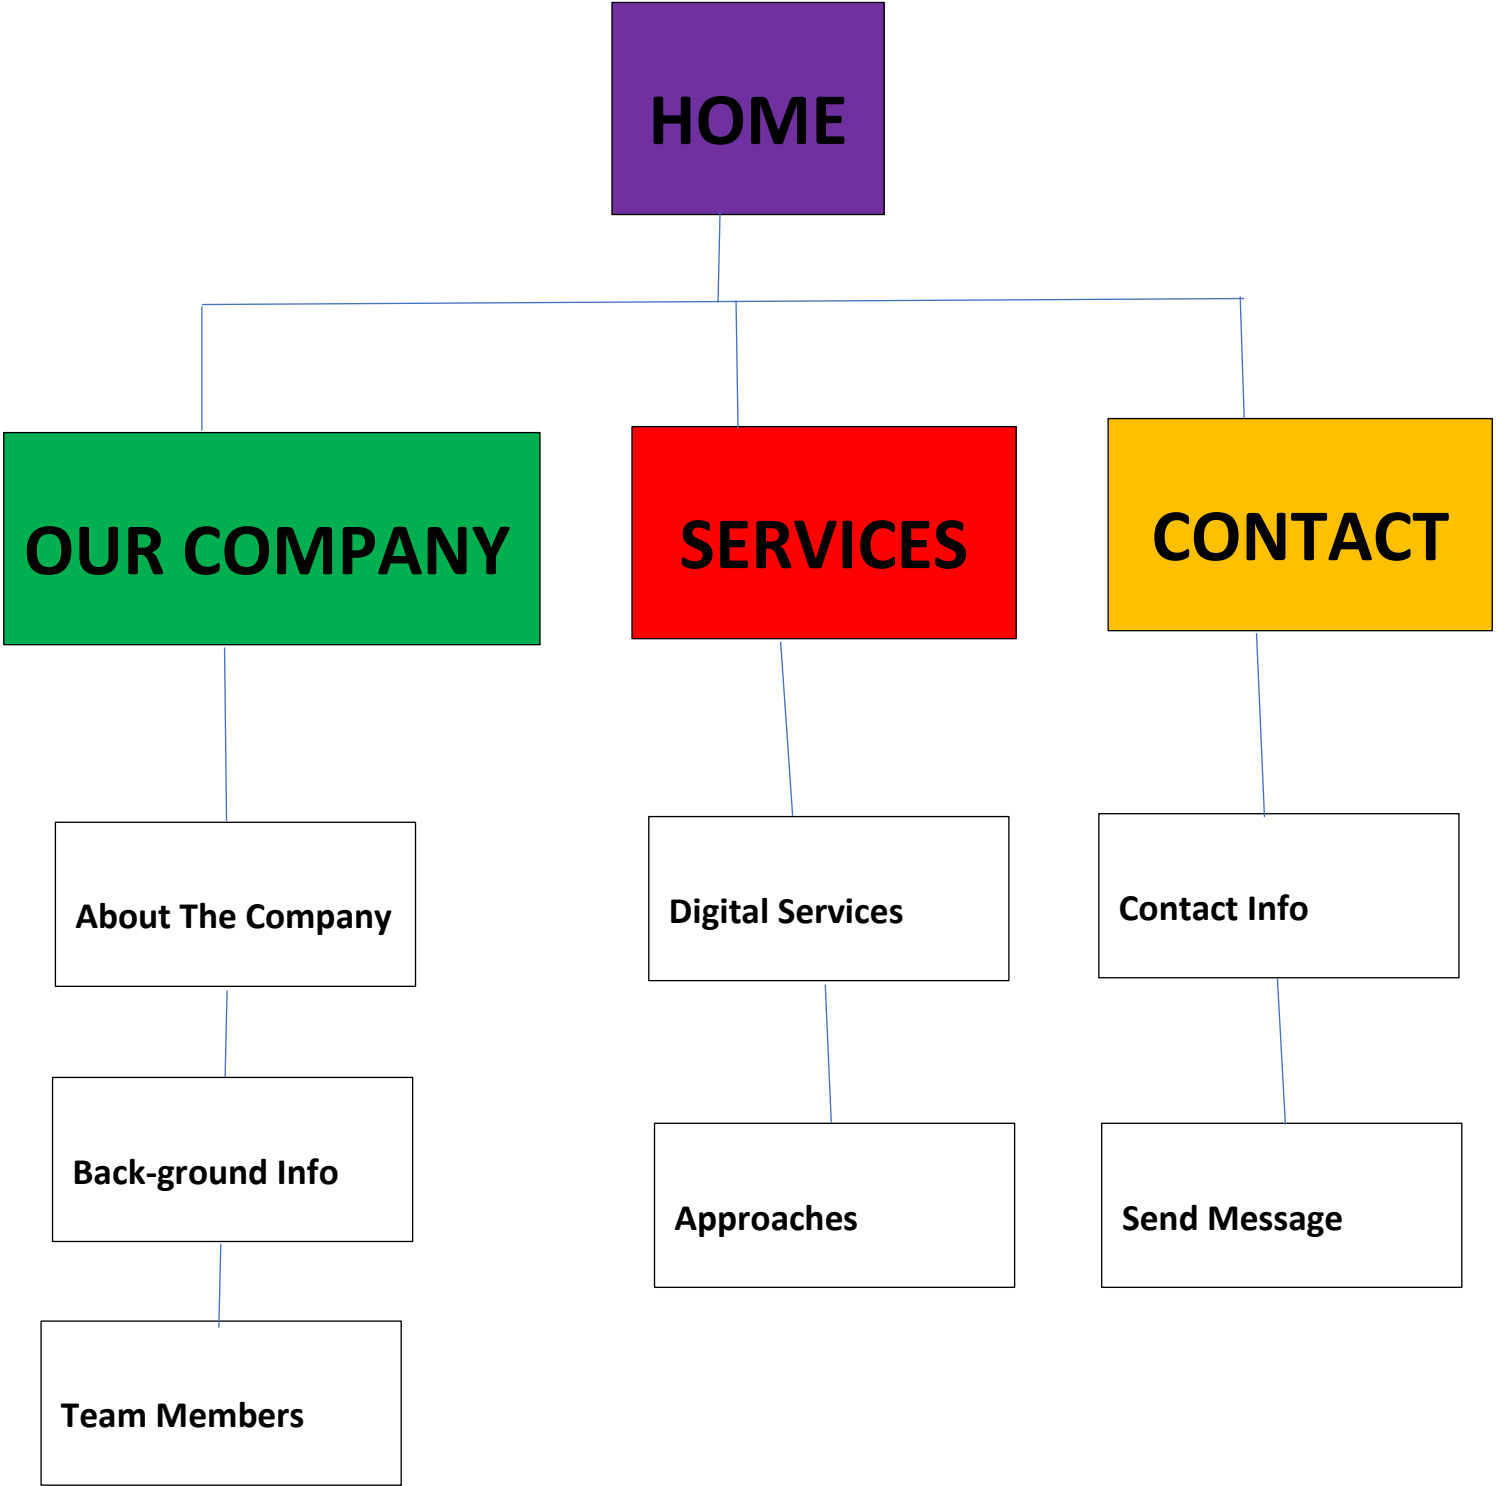 HOME
OUR COMPANY
SERVICES
CONTACT
About The Company
Digital Services
Contact Info
Back-ground Info
Approaches
Send Message
Team Members